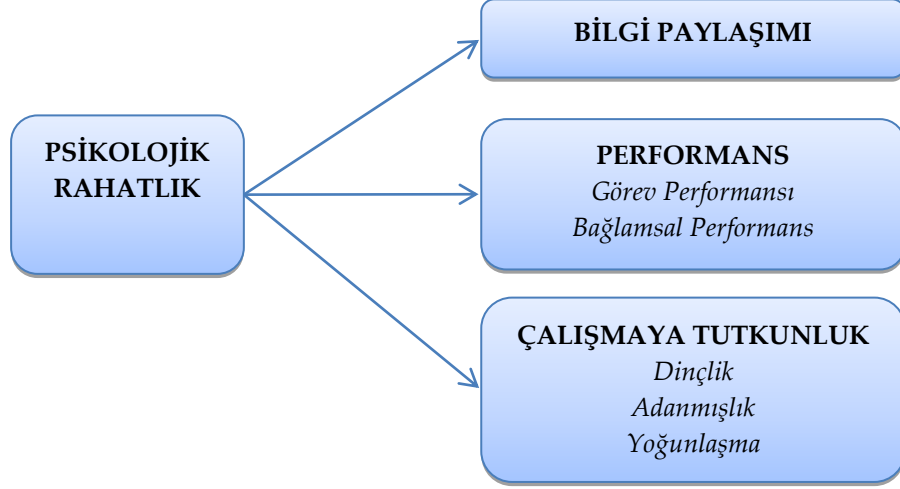 PSİKOLOJİK
RAHATLIK
BİLGİ PAYLAŞIMI
PERFORMANS
Görev Performansı
Bağlamsal Performans
ÇALIŞMAYA TUTKUNLUK
Dinçlik
Adanmışlık
Yoğunlaşma